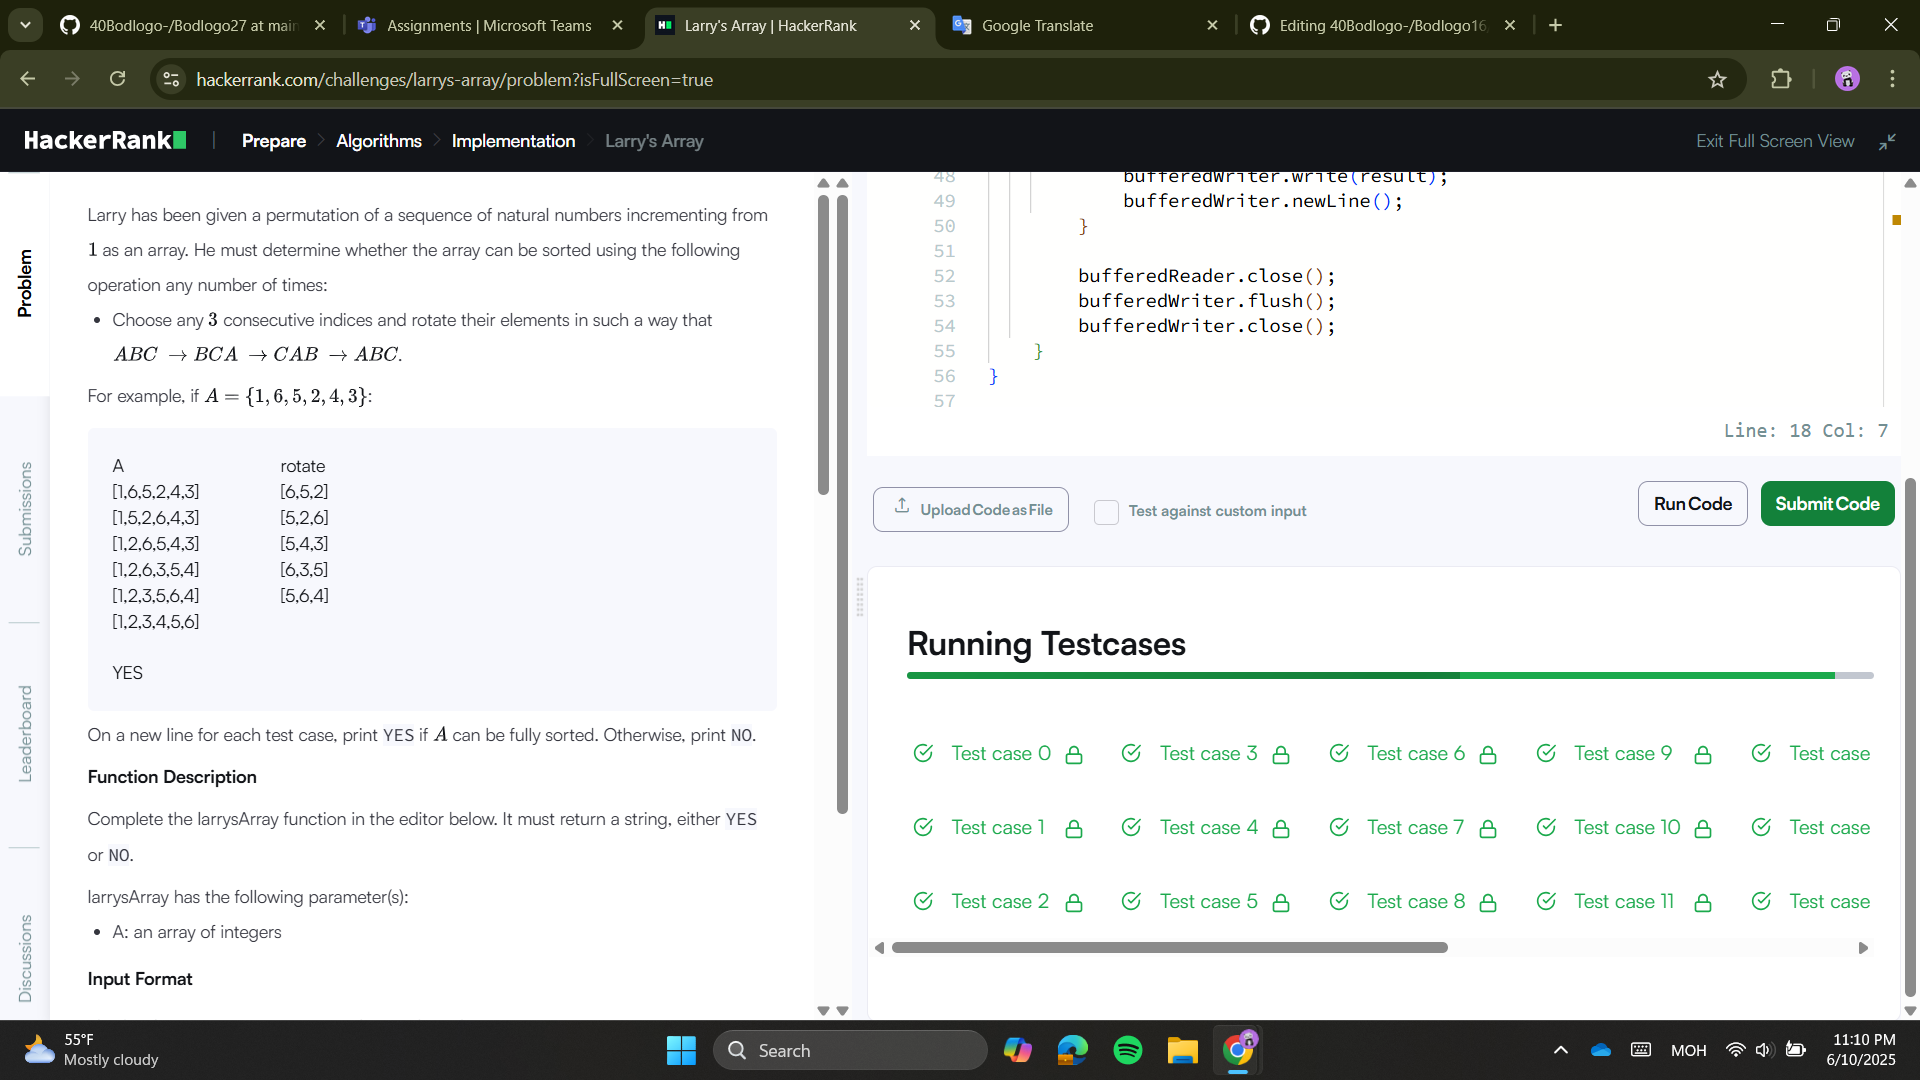 40Bodlogo-/Bodlogo27 at main
Assignments | Microsoft Teams
Larry's Array | HackerRank
Google Translate
Editing 40Bodlogo-/Bodlogo16.
hackerrank.com/challenges/larrys-array/problem?isFullScreen=true
HackerRank
Prepare
Algorithms
Implementation
Larry's Array
Exit Full Screen View
Problem
Submissions
Leaderboard
Discussions
Larry has been given a permutation of a sequence of natural numbers incrementing from
1 as an array. He must determine whether the array can be sorted using the following
operation any number of times:
• Choose any 3 consecutive indices and rotate their elements in such a way that
ABC → BCA → CAB → ABC.
For example, if A = {1, 6, 5, 2, 4, 3}:
A rotate
[1,6,5,2,4,3] [6,5,2]
[1,5,2,6,4,3] [5,2,6]
[1,2,6,5,4,3] [5,4,3]
[1,2,6,3,5,4] [6,3,5]
[1,2,3,5,6,4] [5,6,4]
[1,2,3,4,5,6]
YES
On a new line for each test case, print YES if A can be fully sorted. Otherwise, print NO.
Function Description
Complete the larrysArray function in the editor below. It must return a string, either YES
or NO.
larrysArray has the following parameter(s):
• A: an array of integers
Input Format
48 bufferedWriter.write(result);
49 bufferedWriter.newLine();
50 }
51
52 bufferedReader.close();
53 bufferedWriter.flush();
54 bufferedWriter.close();
55 }
56 }
57
Line: 18 Col: 7
Upload Code as File
Test against custom input
Run Code
Submit Code
Running Testcases
Test case 0 Test case 3 Test case 6 Test case 9 Test case
Test case 1 Test case 4 Test case 7 Test case 10 Test case
Test case 2 Test case 5 Test case 8 Test case 11 Test case
55°F
Mostly cloudy
Search
MOH
11:10 PM
6/10/2025